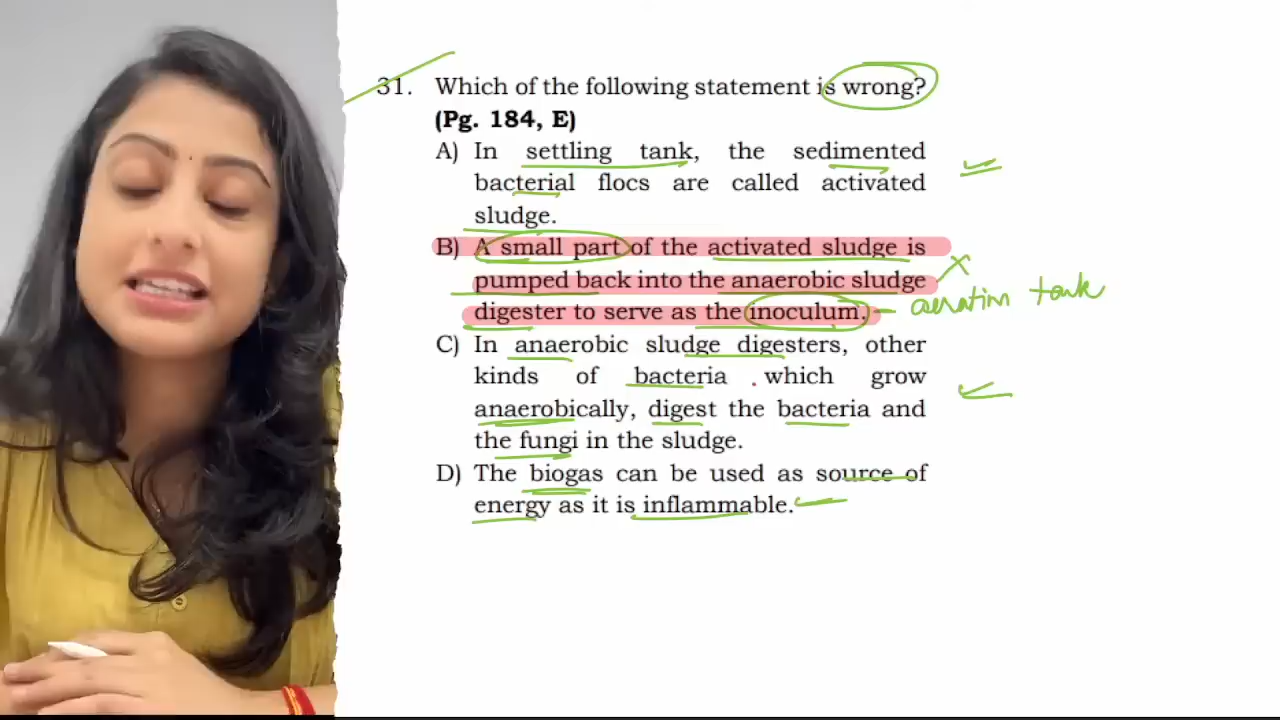 31. Which of the following statement is wrong?
(Pg. 184, E)
A) In settling tank, the sedimented
bacterial flocs are called activated
sludge.
B) A small part of the activated sludge is
pumped back into the anaerobic sludge
digester to serve as the inoculum. - aeration tank
C) In anaerobic sludge digesters, other
kinds of bacteria which grow
anaerobically, digest the bacteria and
the fungi in the sludge.
D) The biogas can be used as source of
energy as it is inflammable.